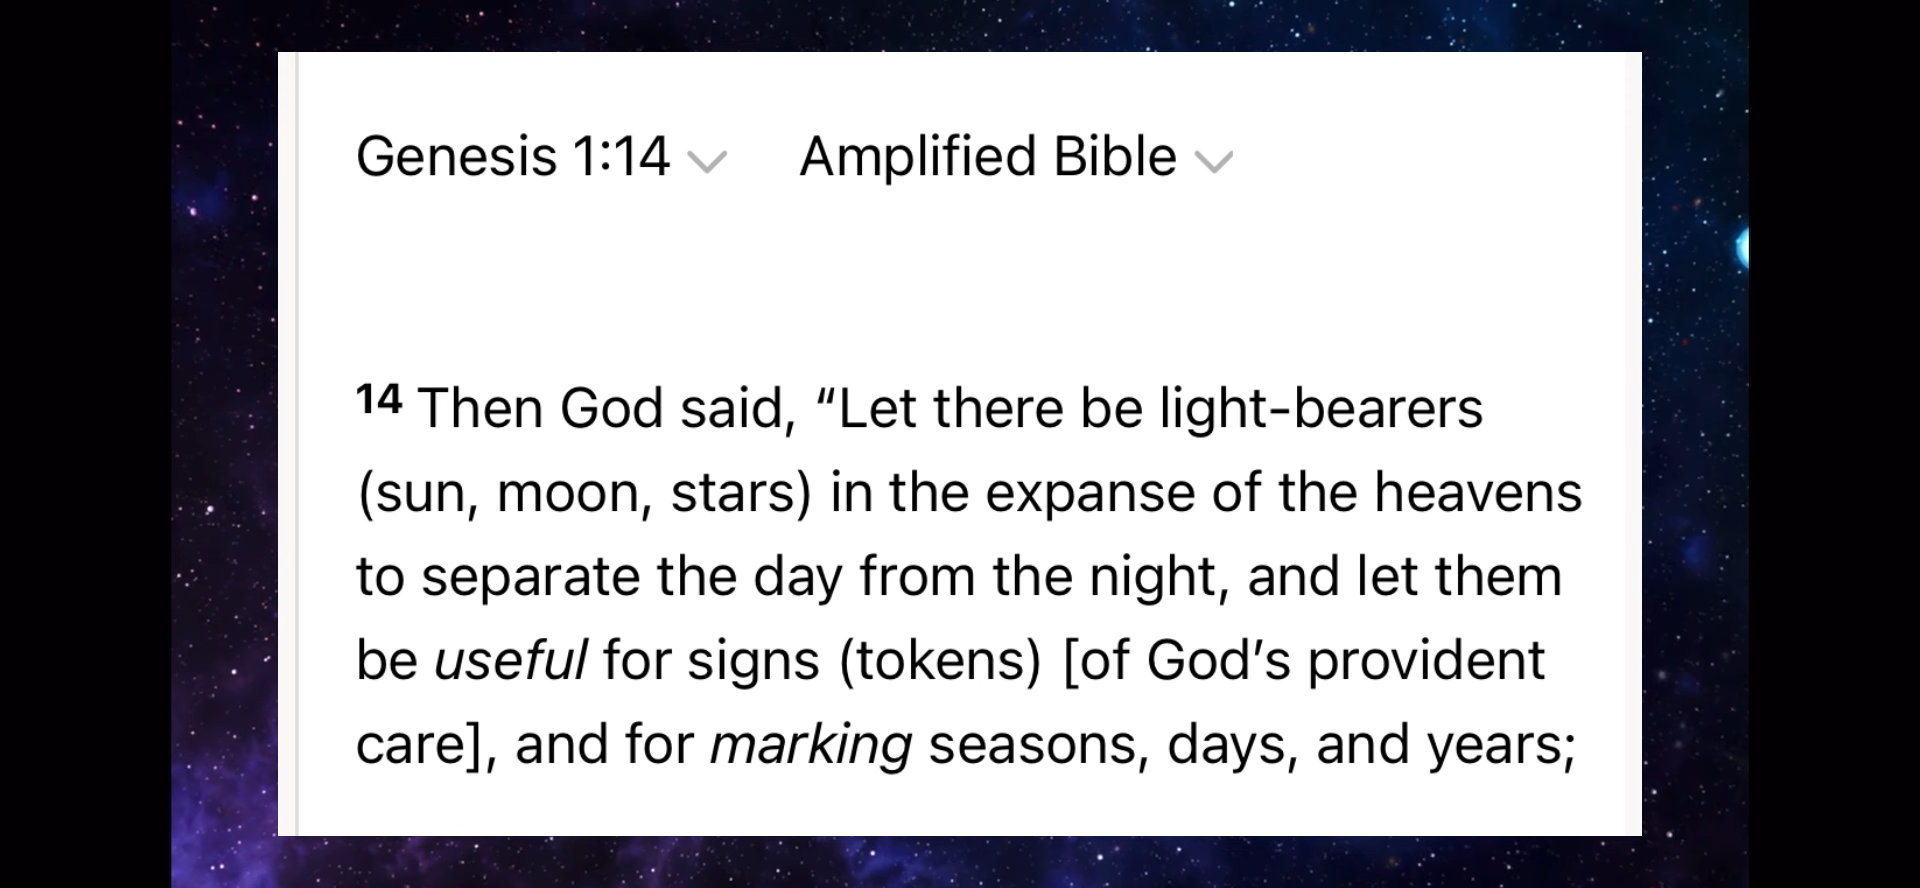 Genesis 1:14 Amplified Bible
14 Then God said, “Let there be light-bearers
(sun, moon, stars) in the expanse of the heavens
to separate the day from the night, and let them
be useful for signs (tokens) [of God’s provident
care], and for marking seasons, days, and years;